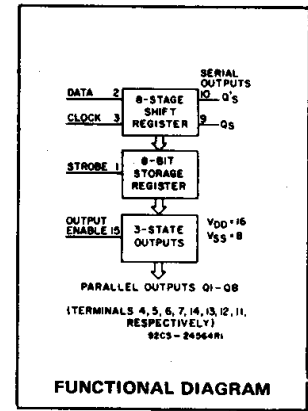 SERIAL
OUTPUTS
DATA 2
8-STAGE
SHIFT
REGISTER
10 Q'S
CLOCK 3
9
QS
STROBE 1
8-BIT
STORAGE
REGISTER
OUTPUT
ENABLE 15
3-STATE
OUTPUTS
VDD = 16
VSS = 8
PARALLEL OUTPUTS Q1-Q8
(TERMINALS 4, 5, 6, 7, 14, 13, 12, 11,
RESPECTIVELY)
92CS-24564R1
FUNCTIONAL DIAGRAM